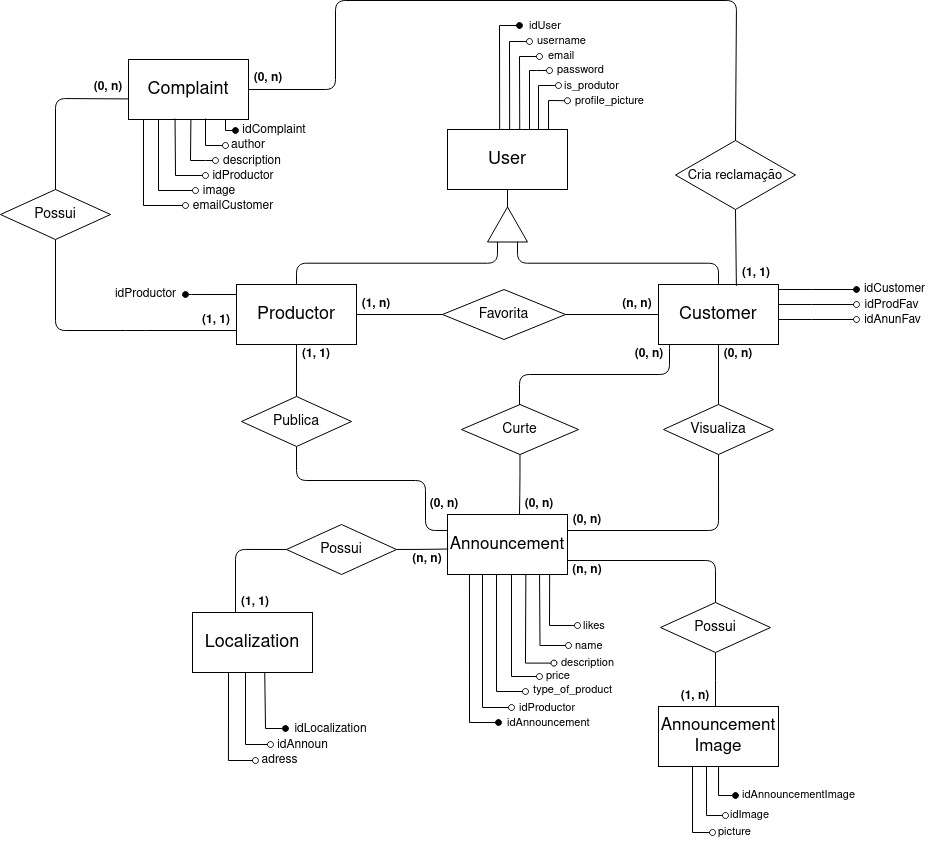 idUser
username
email
password
is_produtor
profile_picture
User
(0, n)
Complaint
(0, n)
idComplaint
author
description
idProductor
image
emailCustomer
Cria reclamação
Possui
(1, 1)
idProductor
(1, 1)
Productor
(1, n)
Favorita
(n, n)
Customer
idCustomer
idProdFav
idAnunFav
(1, 1)
(0, n)
(0, n)
Publica
Curte
Visualiza
(0, n)
(0, n)
(0, n)
Announcement
Possui
(n, n)
(n, n)
(1, 1)
Localization
likes
name
description
price
type_of_product
idProductor
idAnnouncement
Possui
(1, n)
idLocalization
idAnnoun
adress
Announcement
Image
idAnnouncementImage
idImage
picture